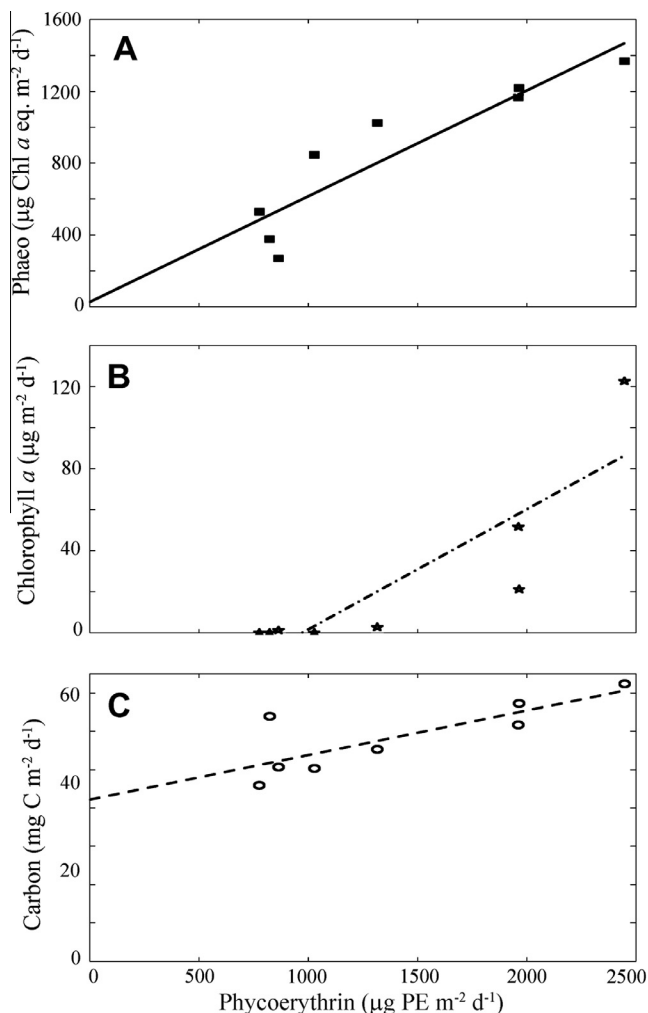 1600
A
1200
800
400
0
Phaeo (µg Chl a eq. m⁻² d⁻¹)
B
120
80
40
0
Chlorophyll a (µg m⁻² d⁻¹)
60
C
40
20
0
Carbon (mg C m⁻² d⁻¹)
0 500 1000 1500 2000 2500
Phycoerythrin (µg PE m⁻² d⁻¹)